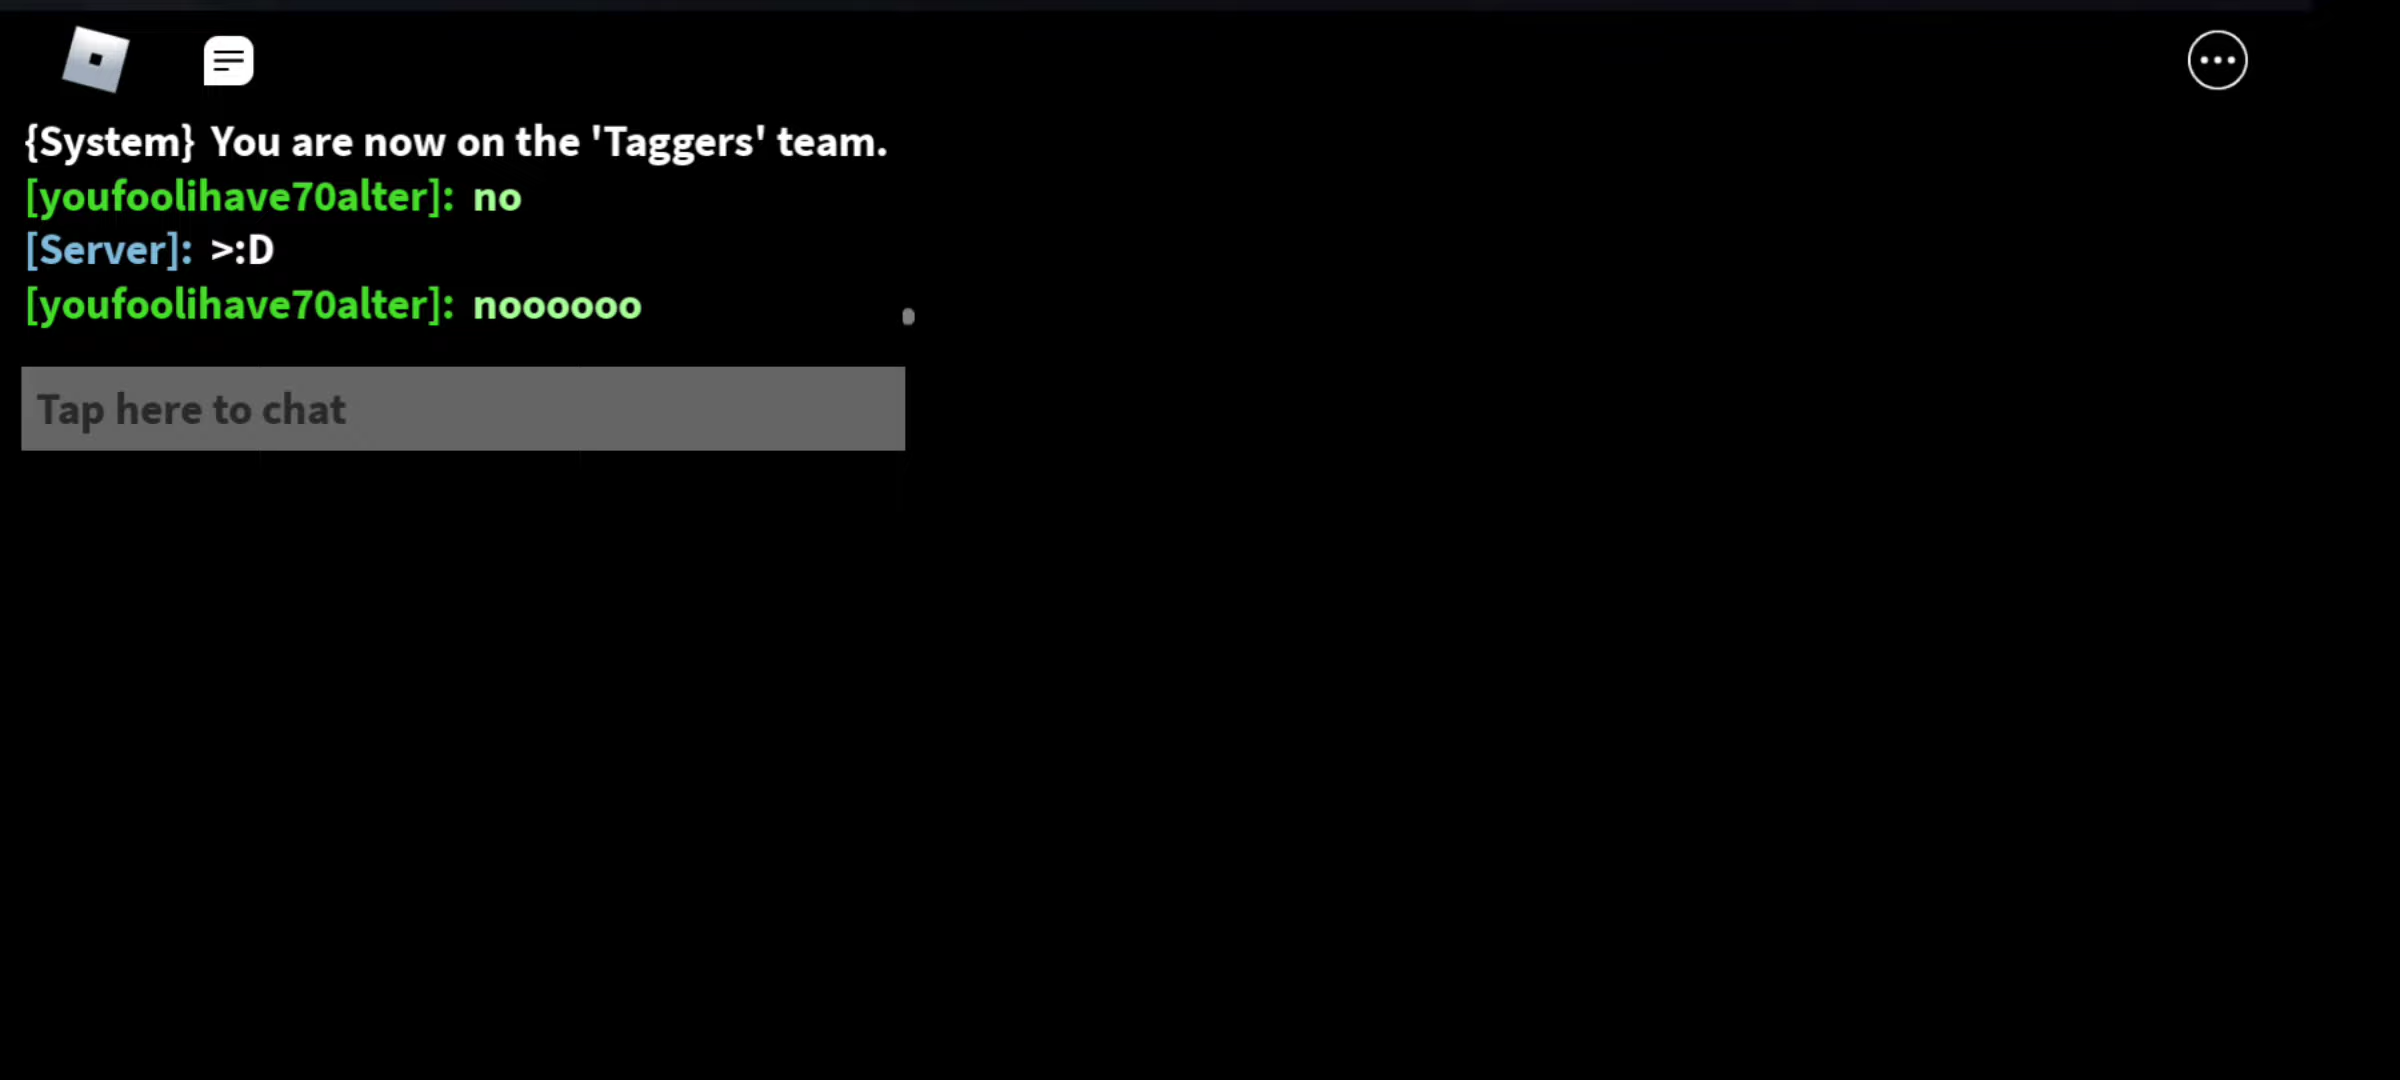 {System} You are now on the 'Taggers' team.
[youfoolihave70alter]: no
[Server]: >:D
[youfoolihave70alter]: noooooo
Tap here to chat